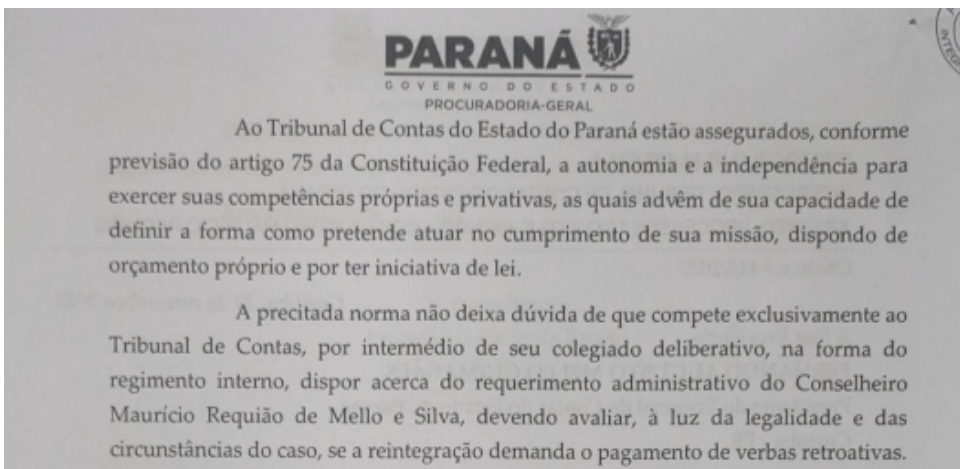 PARANÁ
GOVERNO DO ESTADO
PROCURADORIA-GERAL
Ao Tribunal de Contas do Estado do Paraná estão assegurados, conforme
previsão do artigo 75 da Constituição Federal, a autonomia e a independência para
exercer suas competências próprias e privativas, as quais advêm de sua capacidade de
definir a forma como pretende atuar no cumprimento de sua missão, dispondo de
orçamento próprio e por ter iniciativa de lei.
A precitada norma não deixa dúvida de que compete exclusivamente ao
Tribunal de Contas, por intermédio de seu colegiado deliberativo, na forma do
regimento interno, dispor acerca do requerimento administrativo do Conselheiro
Maurício Requião de Mello e Silva, devendo avaliar, à luz da legalidade e das
circunstâncias do caso, se a reintegração demanda o pagamento de verbas retroativas.